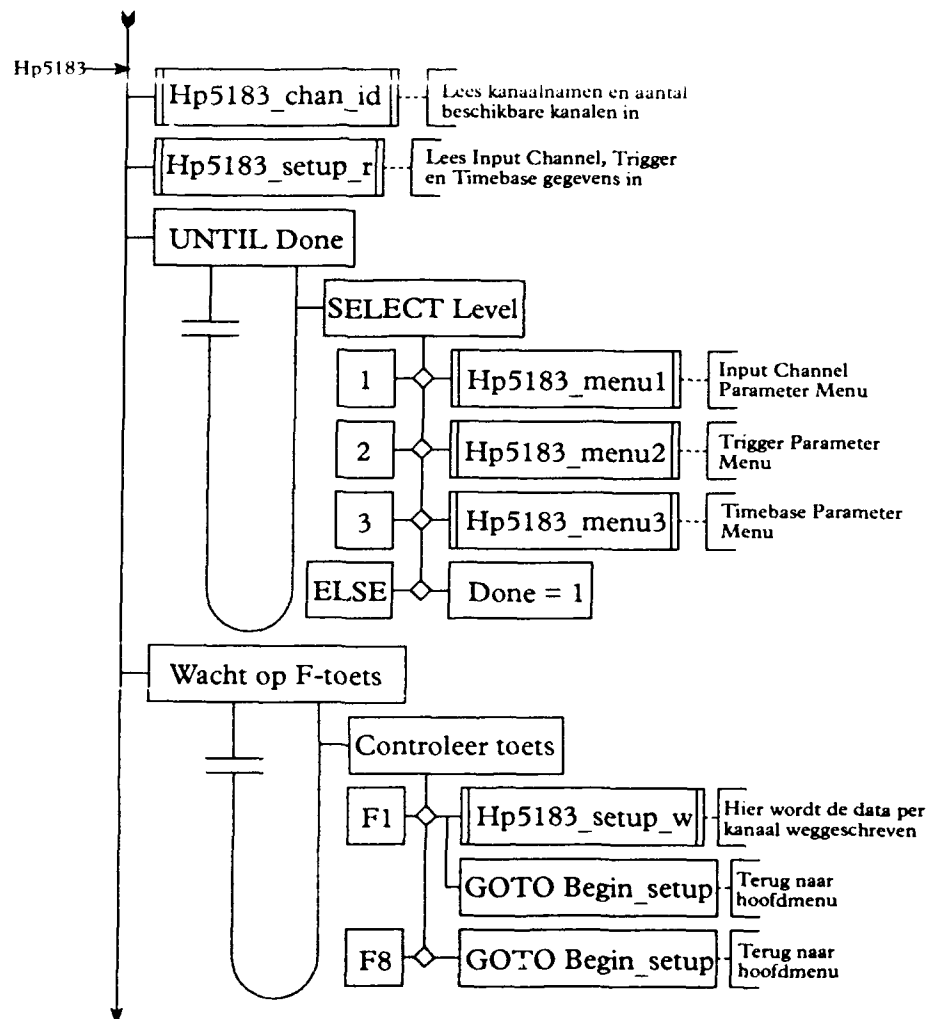 Hp5183
Hp5183_chan_id
Lees kanaalnamen en aantal
beschikbare kanalen in
Hp5183_setup_r
Lees Input Channel, Trigger
en Timebase gegevens in
UNTIL Done
SELECT Level
1
Hp5183_menu1
Input Channel
Parameter Menu
2
Hp5183_menu2
Trigger Parameter
Menu
3
Hp5183_menu3
Timebase Parameter
Menu
ELSE
Done = 1
Wacht op F-toets
Controleer toets
F1
Hp5183_setup_w
Hier wordt de data per
kanaal weggeschreven
GOTO Begin_setup
Terug naar
hoofdmenu
F8
GOTO Begin_setup
Terug naar
hoofdmenu